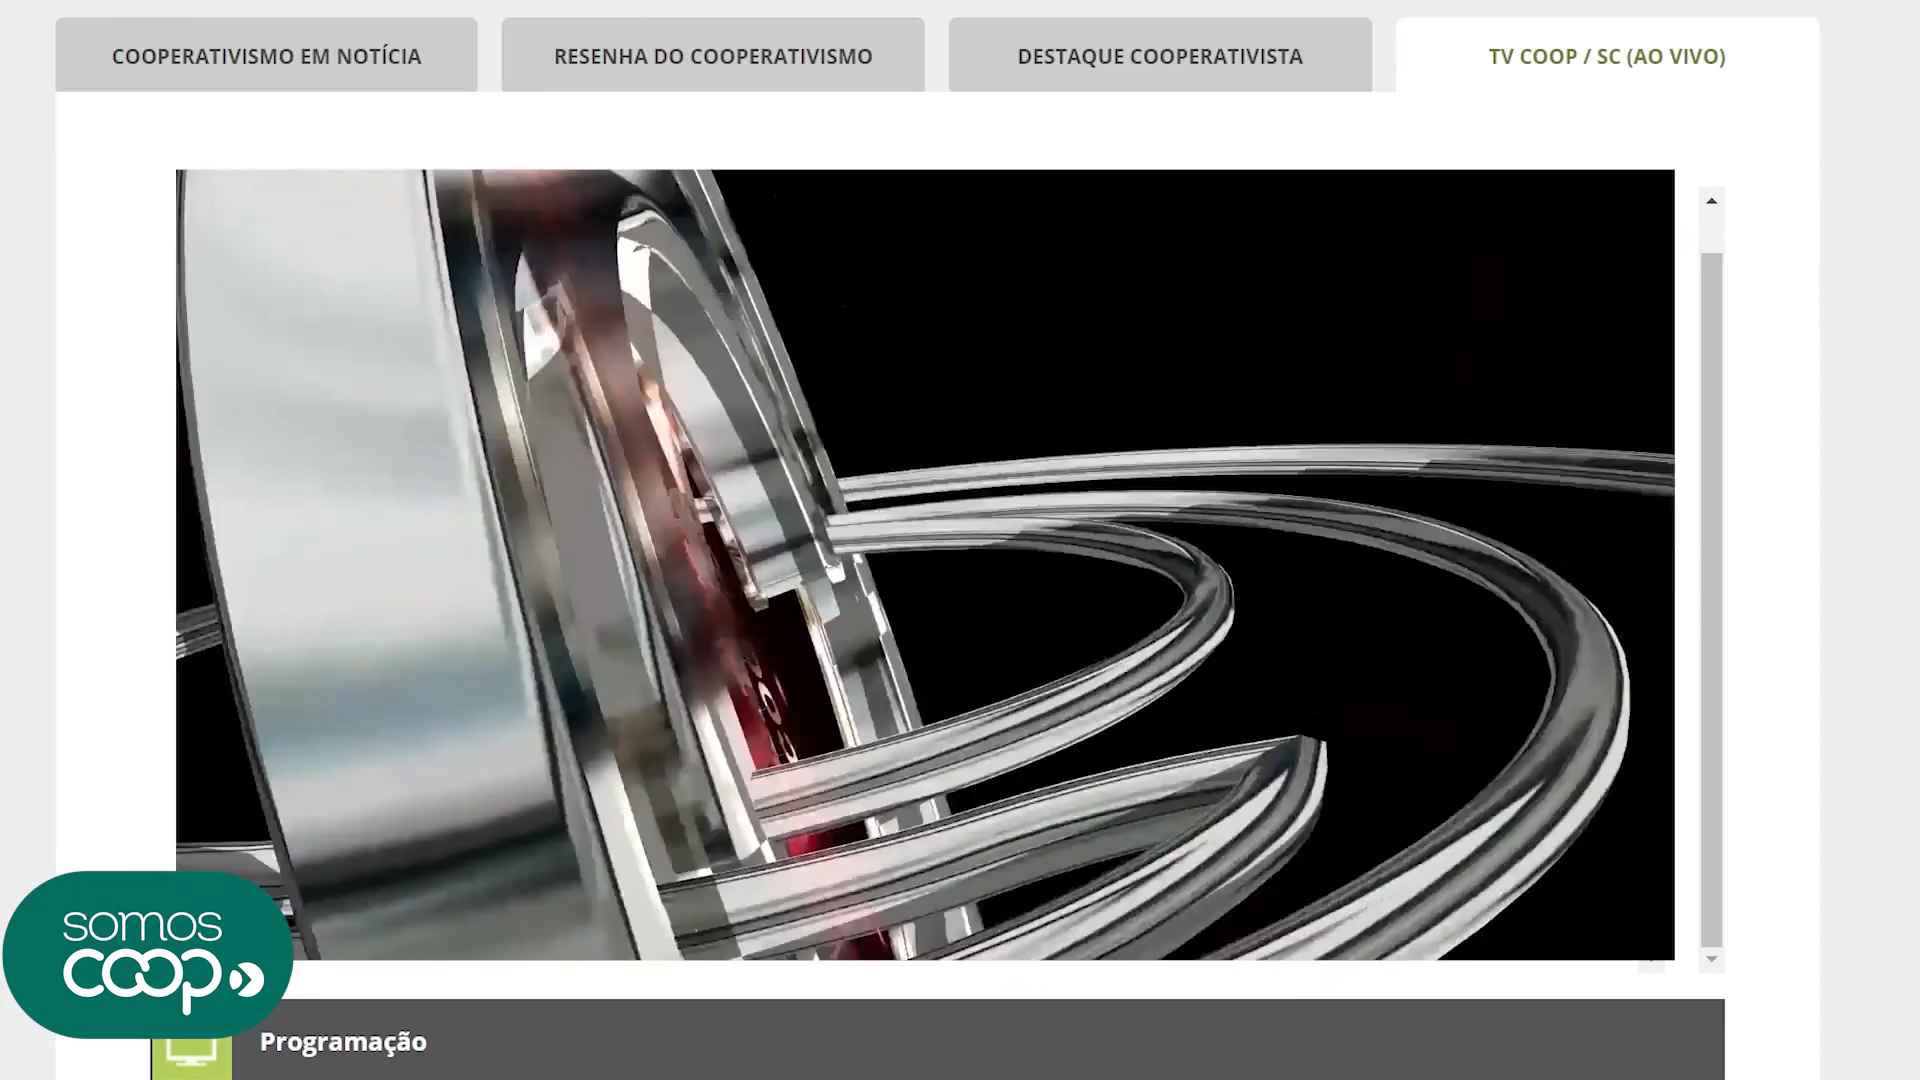 COOPERATIVISMO EM NOTÍCIA
RESENHA DO COOPERATIVISMO
DESTAQUE COOPERATIVISTA
TV COOP / SC (AO VIVO)
somos
coop
Programação